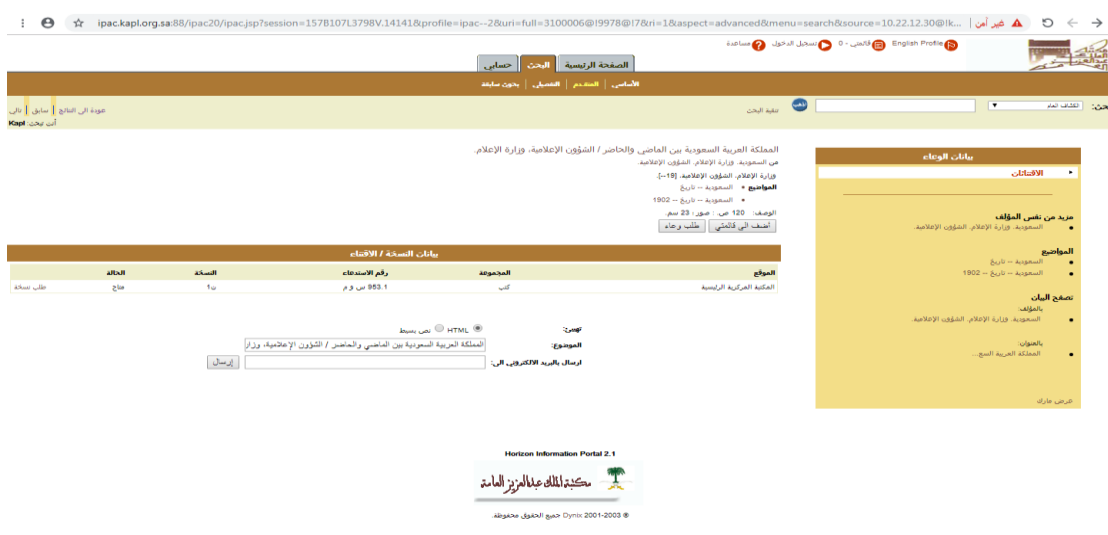 ipac.kapl.org.sa:88/ipac20/ipac.jsp?session=157B107L3798V.14141&profile=ipac--2&uri=full=3100006@!9978@!7&ri=1&aspect=advanced&menu=search&source=10.22.12.30@!k... | غير آمن
English Profile
قائمتي - 0
تسجيل الدخول
مساعدة
الصفحة الرئيسية
البحث
حسابي
الأساسي | المتقدم | التفصيلي | بحوث سابقة
الكشاف العام
اذهب
تنقية البحث
عودة الى النتائج | سابق | تالي
أنت تبحث: Kapl
بيانات الوعاء
الاقتنائات
مزيد من نفس المؤلف
السعودية. وزارة الإعلام. الشؤون الإعلامية.
المواضيع
السعودية -- تاريخ
السعودية -- تاريخ -- 1902
تصفح البيان
بالمؤلف:
السعودية. وزارة الإعلام. الشؤون الإعلامية.
بالعنوان:
المملكة العربية السع...
عرض مارك
المملكة العربية السعودية بين الماضي والحاضر / الشؤون الإعلامية، وزارة الإعلام.
من السعودية. وزارة الإعلام. الشؤون الإعلامية.
وزارة الإعلام. الشؤون الإعلامية. [19--].
المواضيع • السعودية -- تاريخ
• السعودية -- تاريخ -- 1902
الوصف: 120 ص. : صور ; 23 سم.
أضف الى قائمتي
طلب وعاء
بيانات النسخة / الاقتناء
الموقع المجموعة رقم الاستدعاء النسخة الحالة
المكتبة المركزية الرئيسية كتب 953.1 س و م ن1 متاح طلب نسخة
تهيئ: HTML نص بسيط
الموضوع: المملكة العربية السعودية بين الماضي والحاضر / الشؤون الإعلامية، وزار
ارسال بالبريد الالكتروني الى: إرسال
Horizon Information Portal 2.1
مكتبة الملك عبدالعزيز العامة
© 2001-2003 Dynix جميع الحقوق محفوظة.